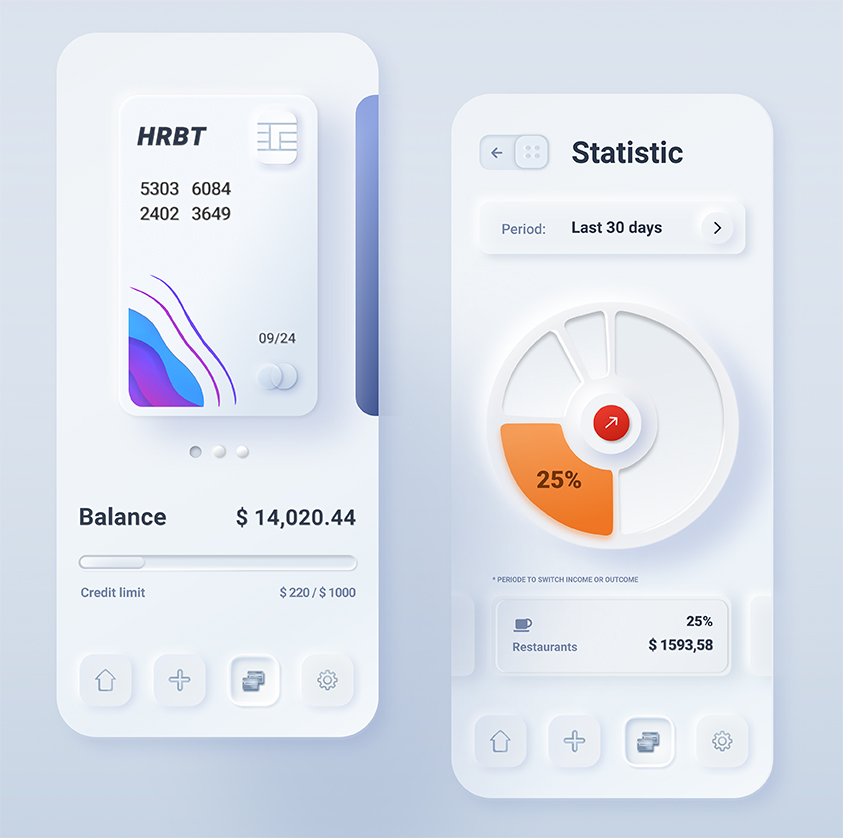 HRBT
5303 6084
2402 3649
09/24
Balance
$ 14,020.44
Credit limit
$ 220 / $ 1000
Statistic
Period:
Last 30 days
25%
* PERIODE TO SWITCH INCOME OR OUTCOME
25%
Restaurants
$ 1593,58